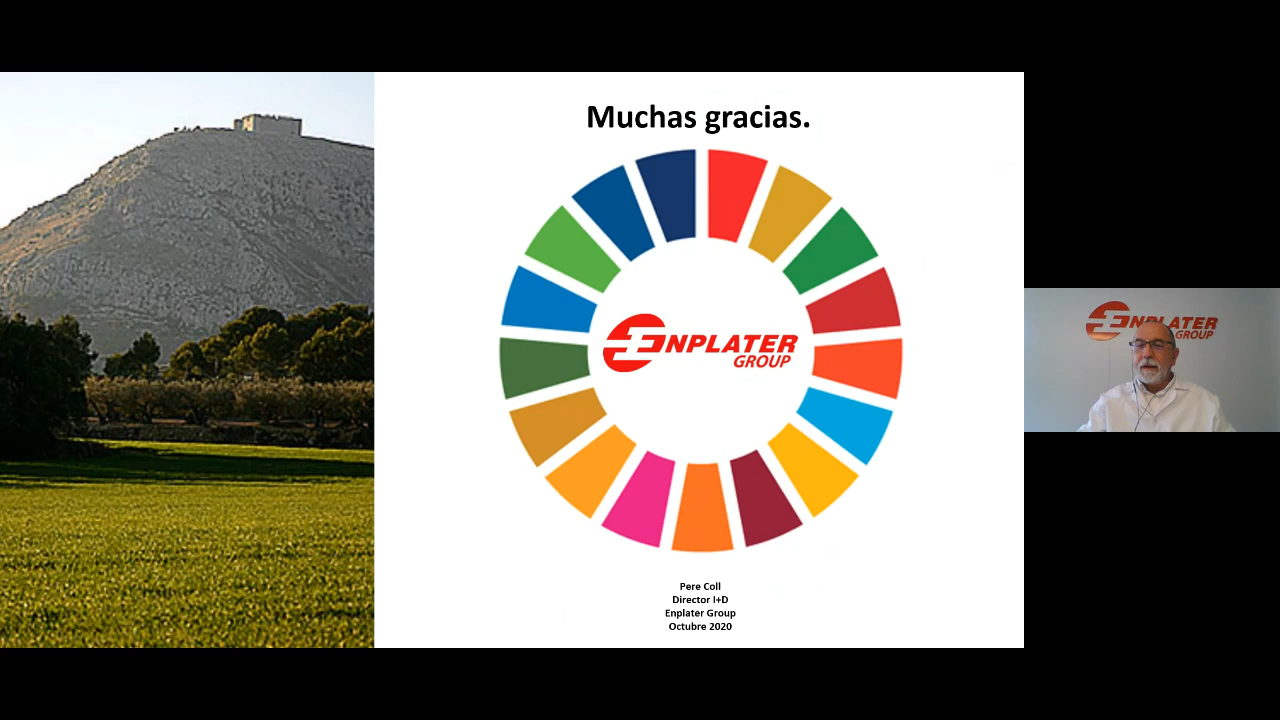 Muchas gracias.
ENPLATER
GROUP
Pere Coll
Director I+D
Enplater Group
Octubre 2020
ENPLATER
GROUP